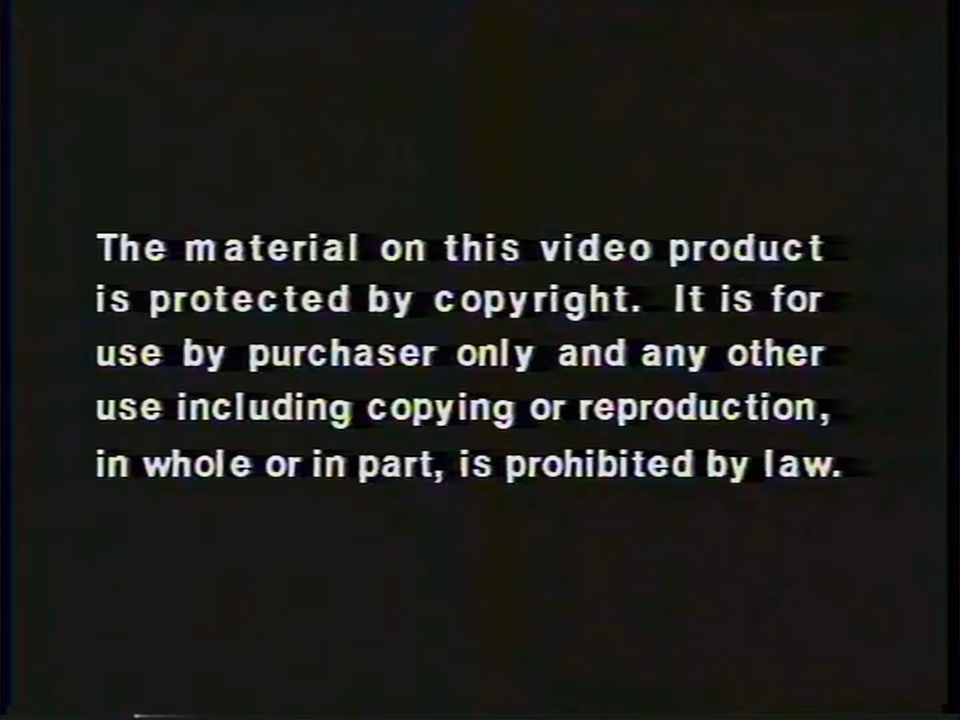 The material on this video product
is protected by copyright. It is for
use by purchaser only and any other
use including copying or reproduction,
in whole or in part, is prohibited by law.